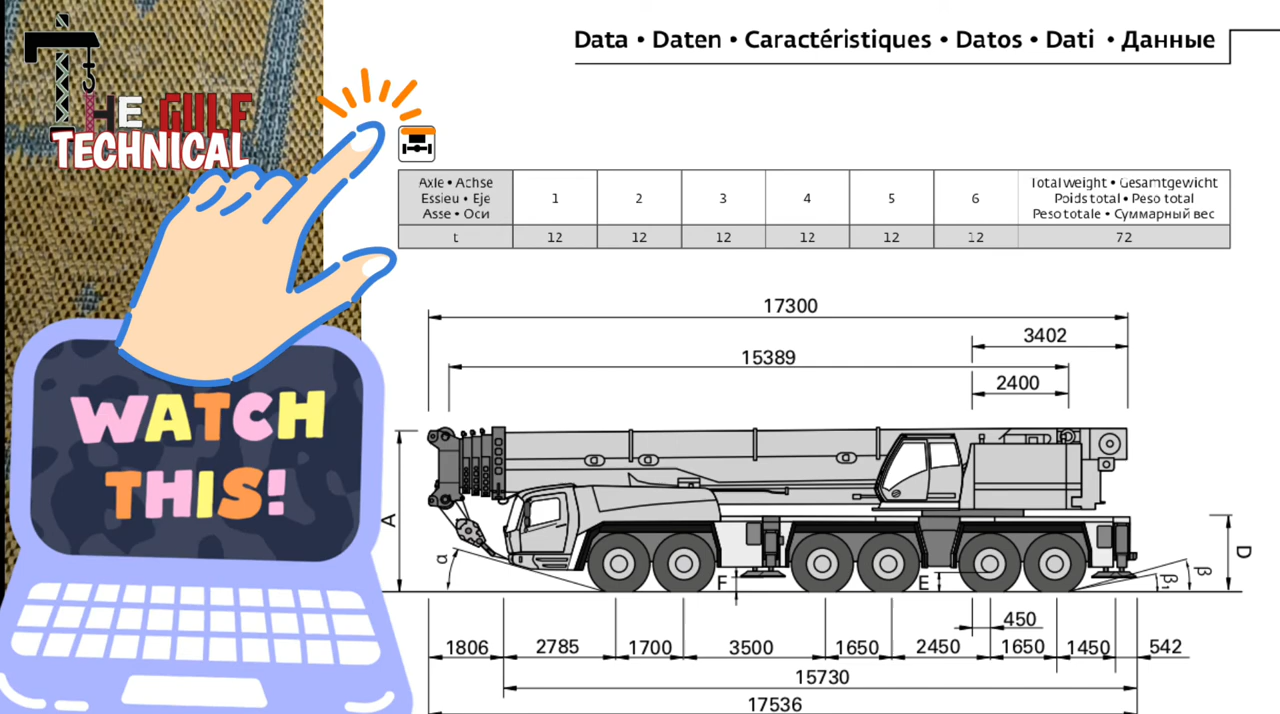 Data • Daten • Caractéristiques • Datos • Dati • Данные
THE GULF
TECHNICAL
Axle • Achse
Essieu • Eje
Asse • Оси
1 2 3 4 5 6
Total weight • Gesamtgewicht
Poids total • Peso total
Peso totale • Суммарный вес
t 12 12 12 12 12 12 72
17300
3402
15389
2400
WATCH
THIS!
A
α
F
E
β
β₁
D
450
1806 2785 1700 3500 1650 2450 1650 1450 542
15730
17536